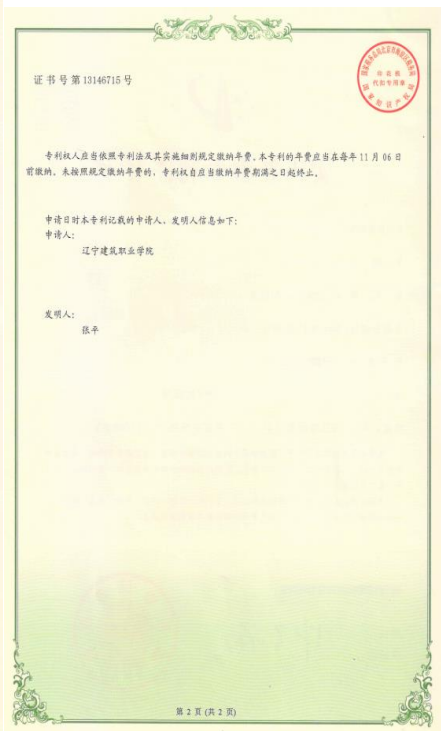 证书号第13146715号
专利权人应当依照专利法及其实施细则规定缴纳年费。本专利的年费应当在每年11月06日
前缴纳。未按照规定缴纳年费的，专利权自应当缴纳年费期满之日起终止。
申请日时本专利记载的申请人、发明人信息如下：
申请人：
辽宁建筑职业学院
发明人：
张平
第 2 页 (共 2 页)